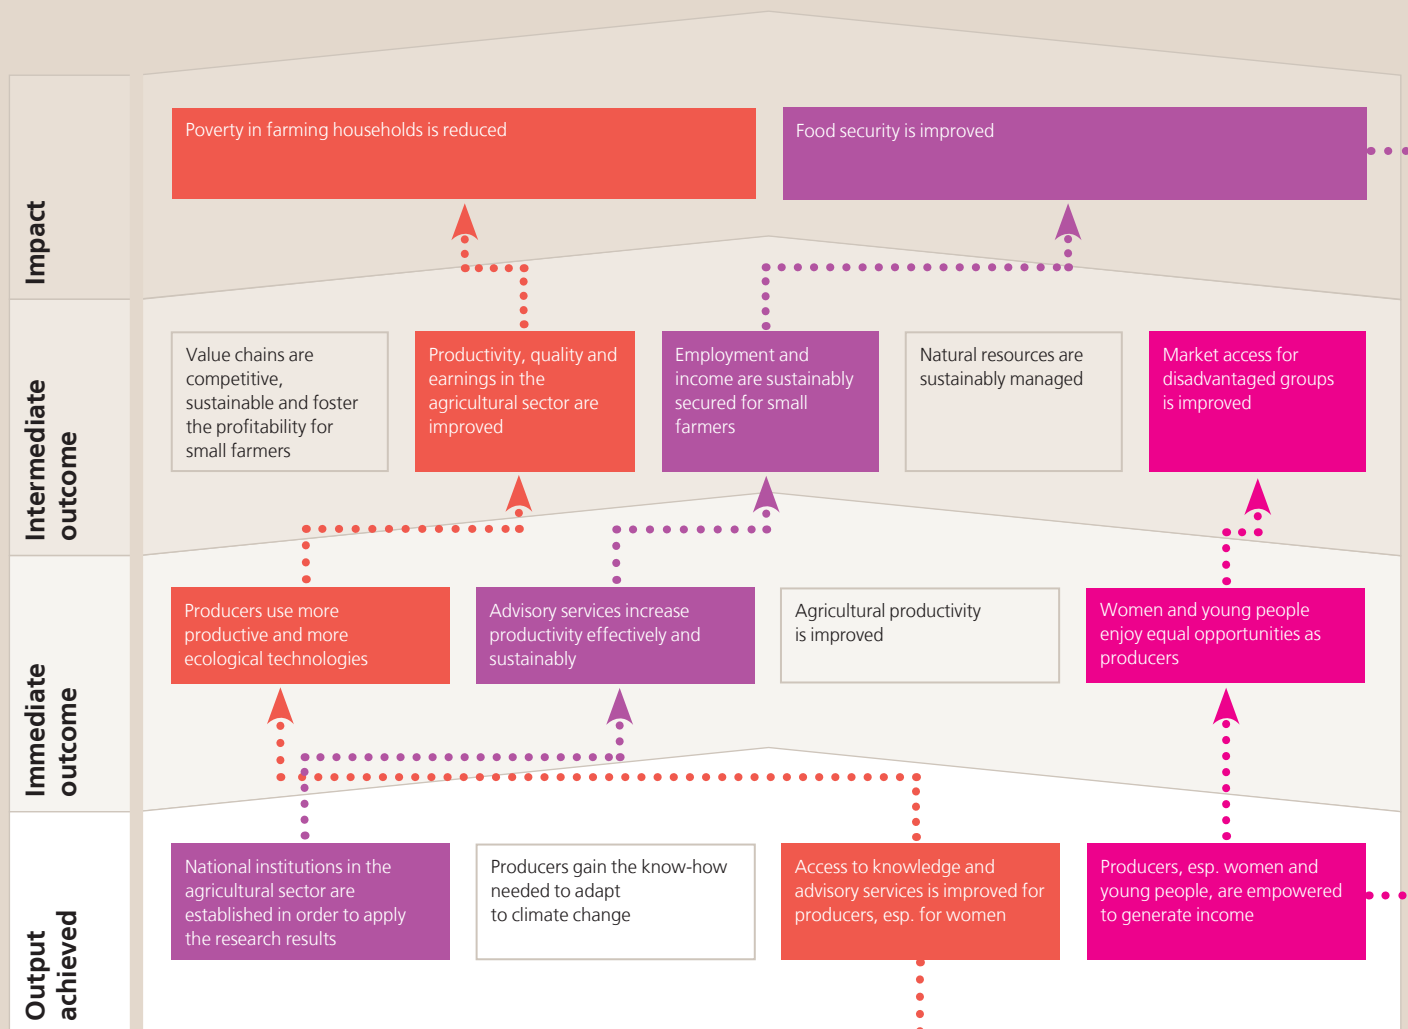 Impact
Poverty in farming households is reduced
Food security is improved
Intermediate
outcome
Value chains are
competitive,
sustainable and foster
the profitability for
small farmers
Productivity, quality and
earnings in the
agricultural sector are
improved
Employment and
income are sustainably
secured for small
farmers
Natural resources are
sustainably managed
Market access for
disadvantaged groups
is improved
Immediate
outcome
Producers use more
productive and more
ecological technologies
Advisory services increase
productivity effectively and
sustainably
Agricultural productivity
is improved
Women and young people
enjoy equal opportunities as
producers
Output
achieved
National institutions in the
agricultural sector are
established in order to apply
the research results
Producers gain the know-how
needed to adapt
to climate change
Access to knowledge and
advisory services is improved for
producers, esp. for women
Producers, esp. women and
young people, are empowered
to generate income